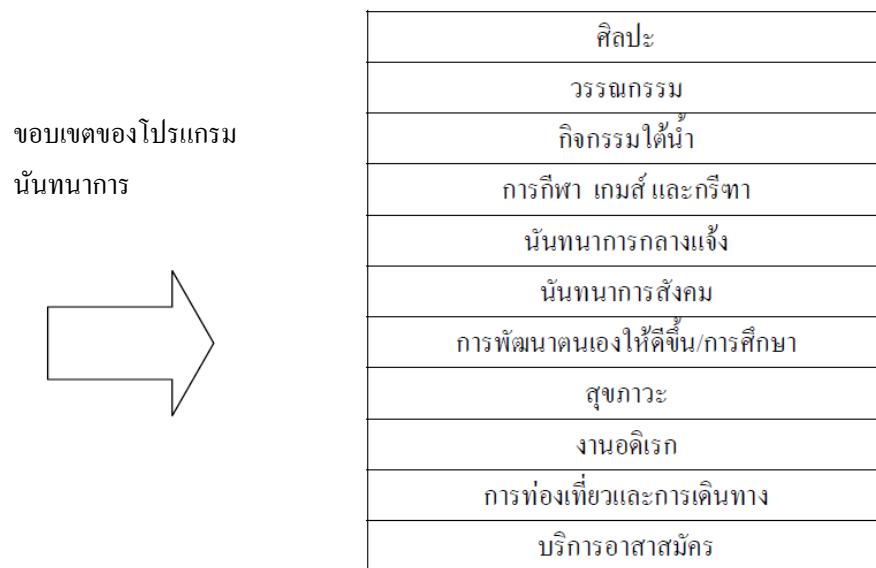 ขอบเขตของโปรแกรม
นันทนาการ
ศิลปะ
วรรณกรรม
กิจกรรมใต้น้ำ
การกีฬา เกมส์ และกรีฑา
นันทนาการกลางแจ้ง
นันทนาการสังคม
การพัฒนาตนเองให้ดีขึ้น/การศึกษา
สุขภาวะ
งานอดิเรก
การท่องเที่ยวและการเดินทาง
บริการอาสาสมัคร